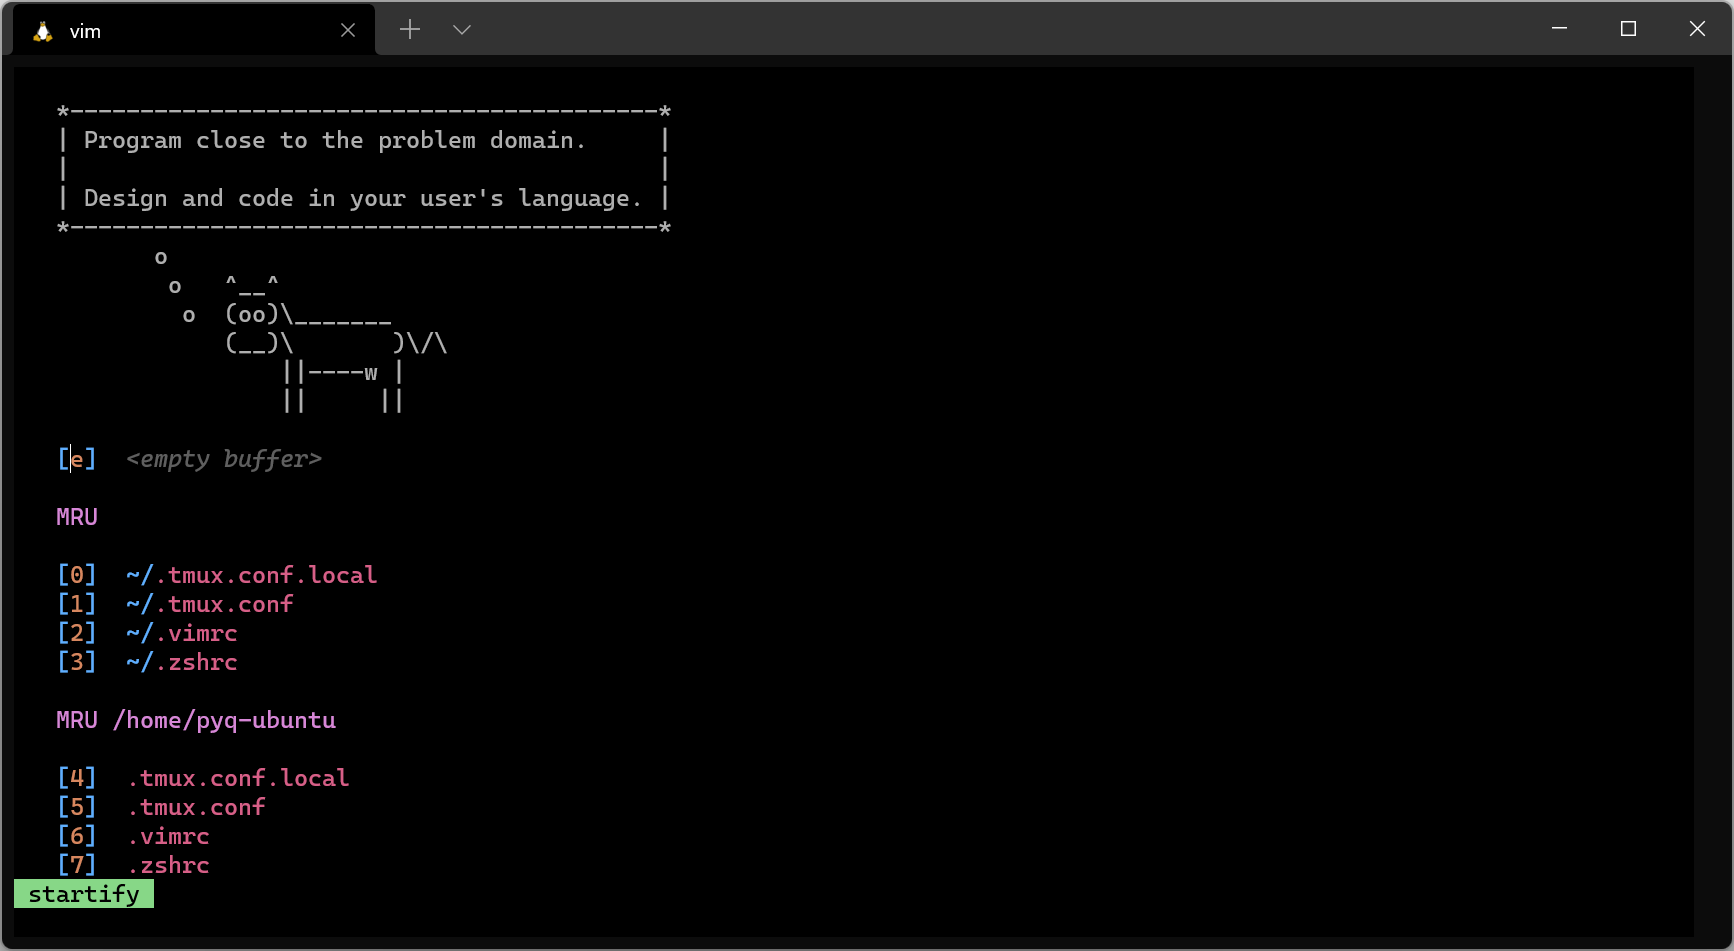 vim
*------------------------------------------*
| Program close to the problem domain.     |
|                                          |
| Design and code in your user's language. |
*------------------------------------------*
       o
        o   ^__^
         o  (oo)\_______
            (__)\       )\/\
                ||----w |
                ||     ||
[e]  <empty buffer>
MRU
[0]  ~/.tmux.conf.local
[1]  ~/.tmux.conf
[2]  ~/.vimrc
[3]  ~/.zshrc
MRU /home/pyq-ubuntu
[4]  .tmux.conf.local
[5]  .tmux.conf
[6]  .vimrc
[7]  .zshrc
startify